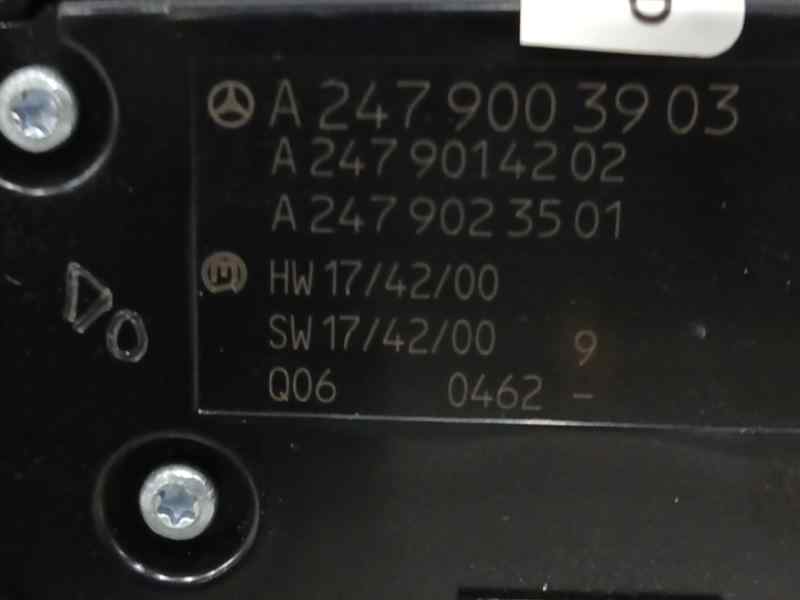 D
A 247 900 39 03
A 247 901 42 02
A 247 902 35 01
HW 17/42/00
SW 17/42/00 9
Q06 0462 -
DO